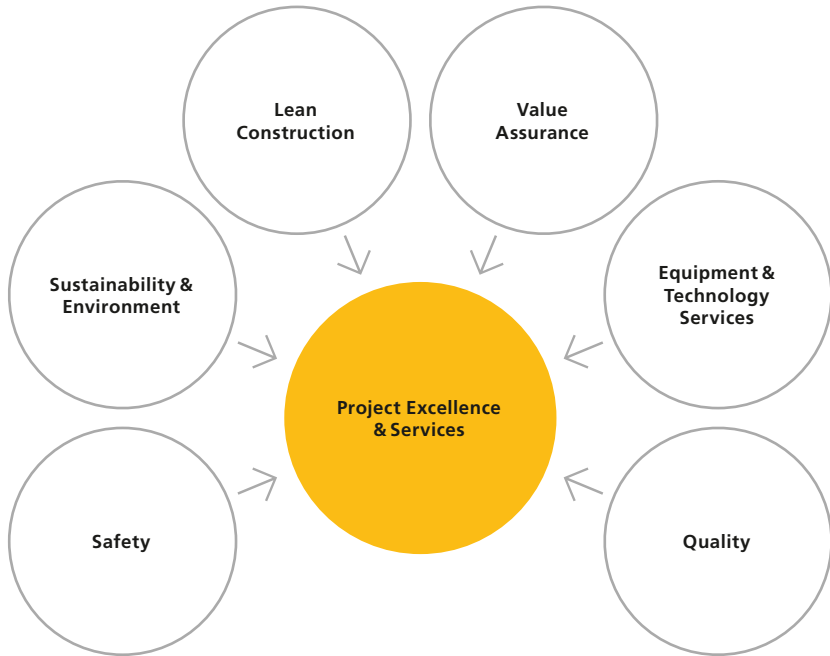 Lean
Construction
Value
Assurance
Sustainability &
Environment
Equipment &
Technology
Services
Project Excellence
& Services
Safety
Quality